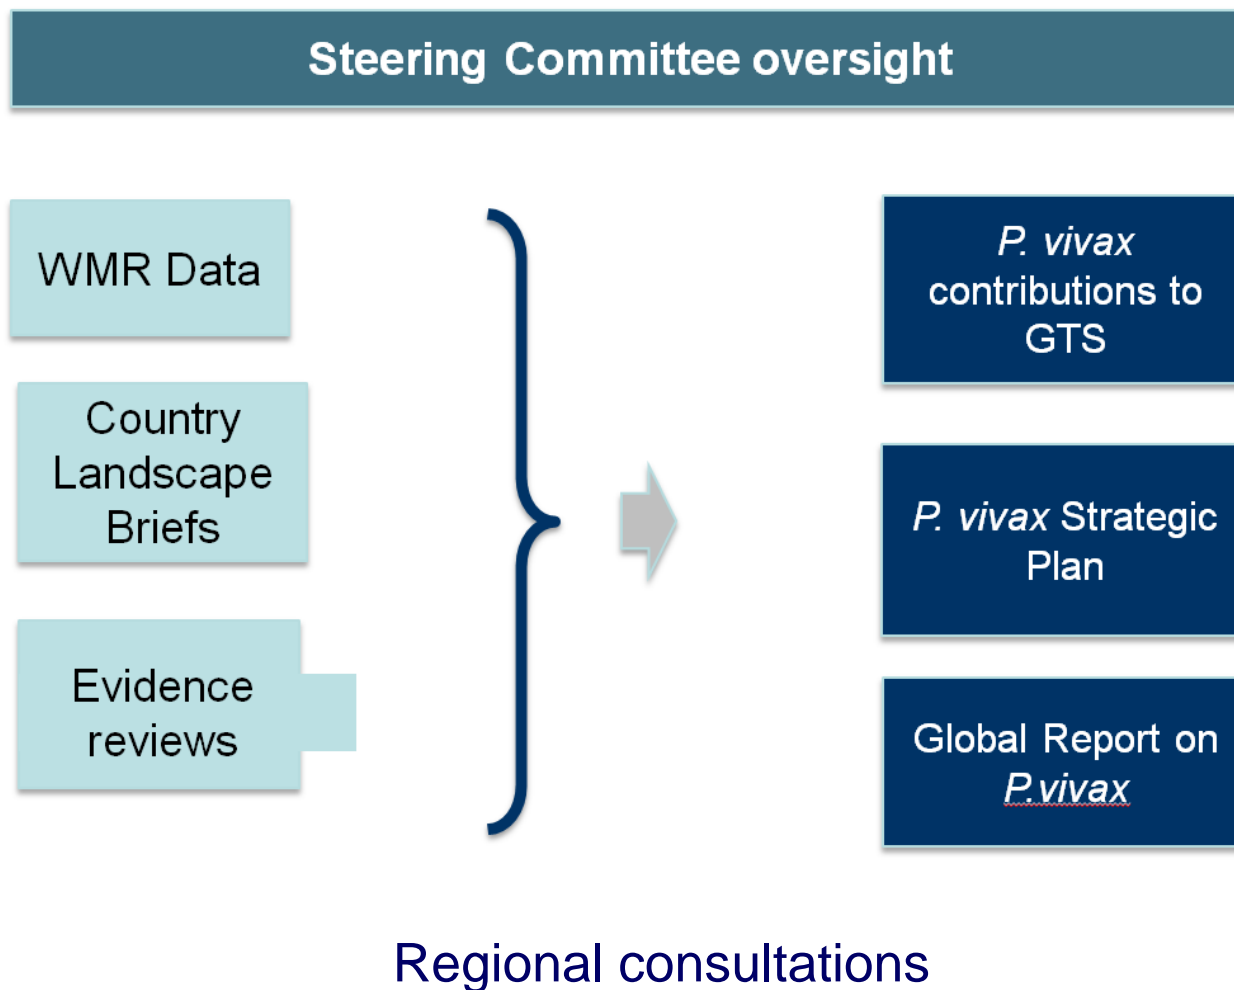 Steering Committee oversight
WMR Data
Country
Landscape
Briefs
Evidence
reviews
P. vivax
contributions to
GTS
P. vivax Strategic
Plan
Global Report on
P.vivax
Regional consultations